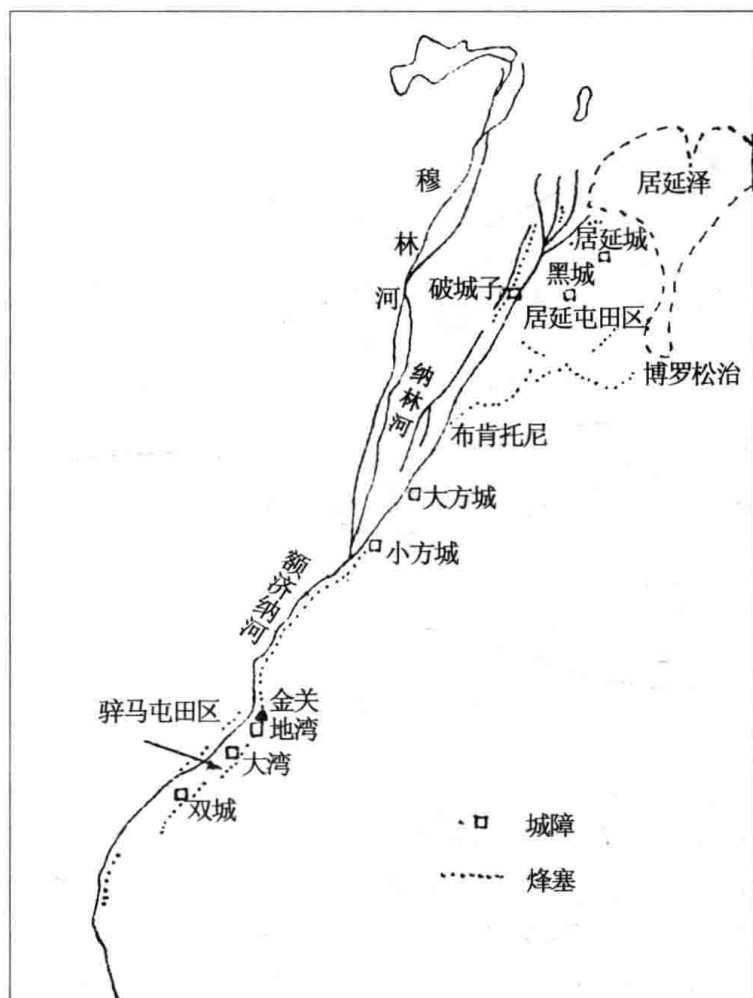 穆林河
居延泽
居延城
破城子
黑城
居延屯田区
博罗松治
纳林河
布肯托尼
大方城
小方城
额济纳河
金关
驿马屯田区
地湾
大湾
双城
城障
烽塞